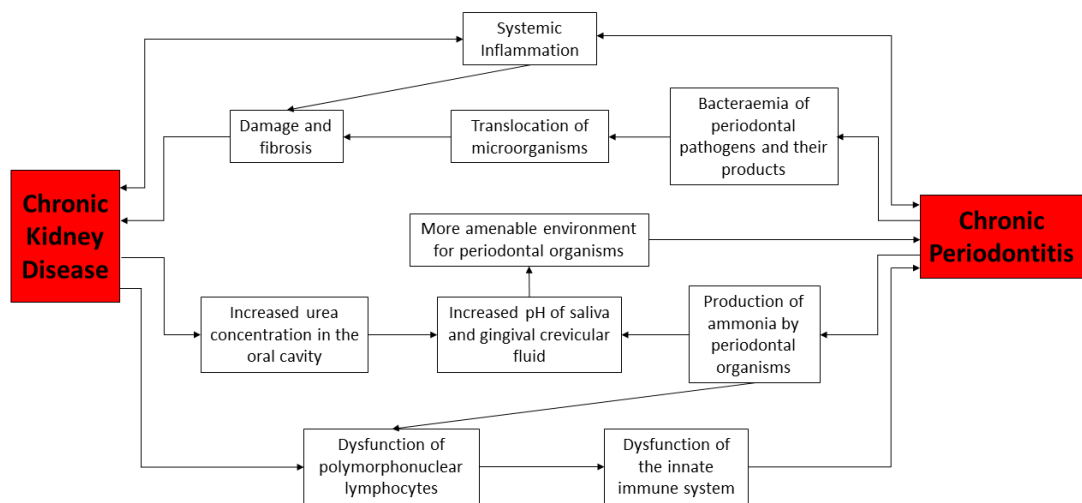 Systemic
Inflammation
Damage and
fibrosis
Translocation of
microorganisms
Bacteraemia of
periodontal
pathogens and their
products
Chronic
Kidney
Disease
More amenable environment
for periodontal organisms
Chronic
Periodontitis
Increased urea
concentration in the
oral cavity
Increased pH of saliva
and gingival crevicular
fluid
Production of
ammonia by
periodontal
organisms
Dysfunction of
polymorphonuclear
lymphocytes
Dysfunction of
the innate
immune system